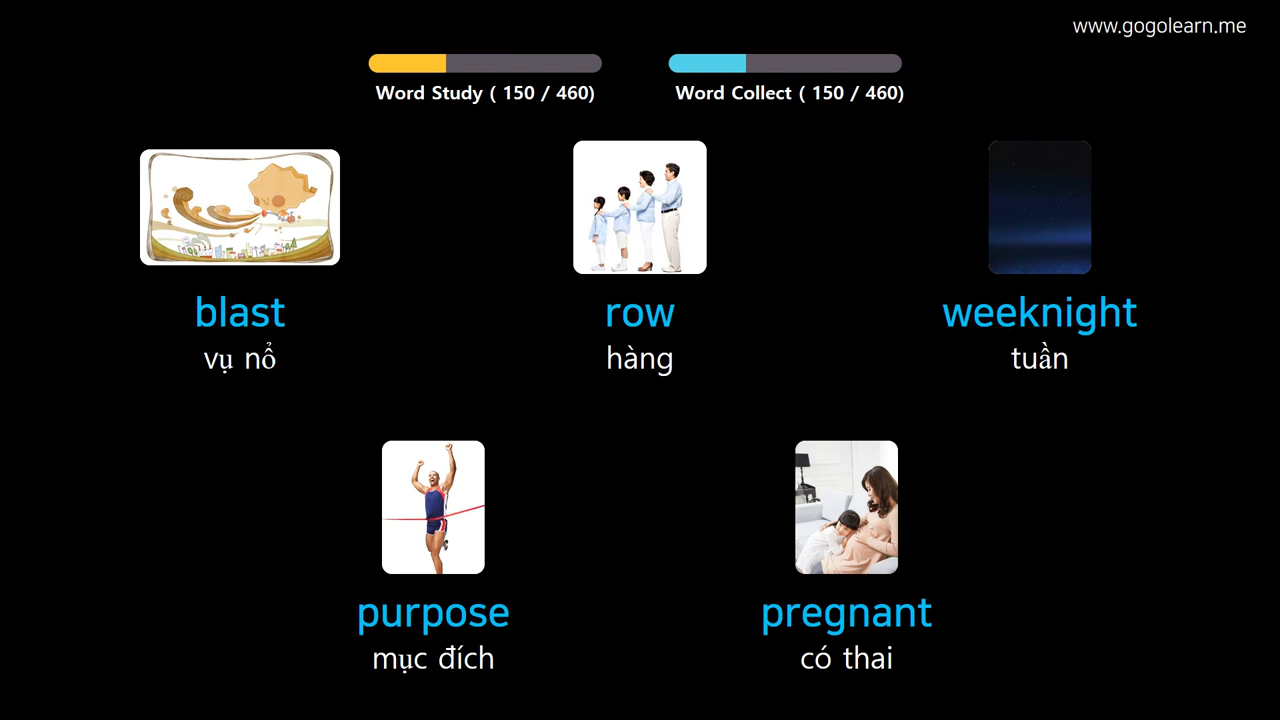 www.gogolearn.me
Word Study ( 150 / 460)
Word Collect ( 150 / 460)
blast
vụ nổ
row
hàng
weeknight
tuần
purpose
mục đích
pregnant
có thai